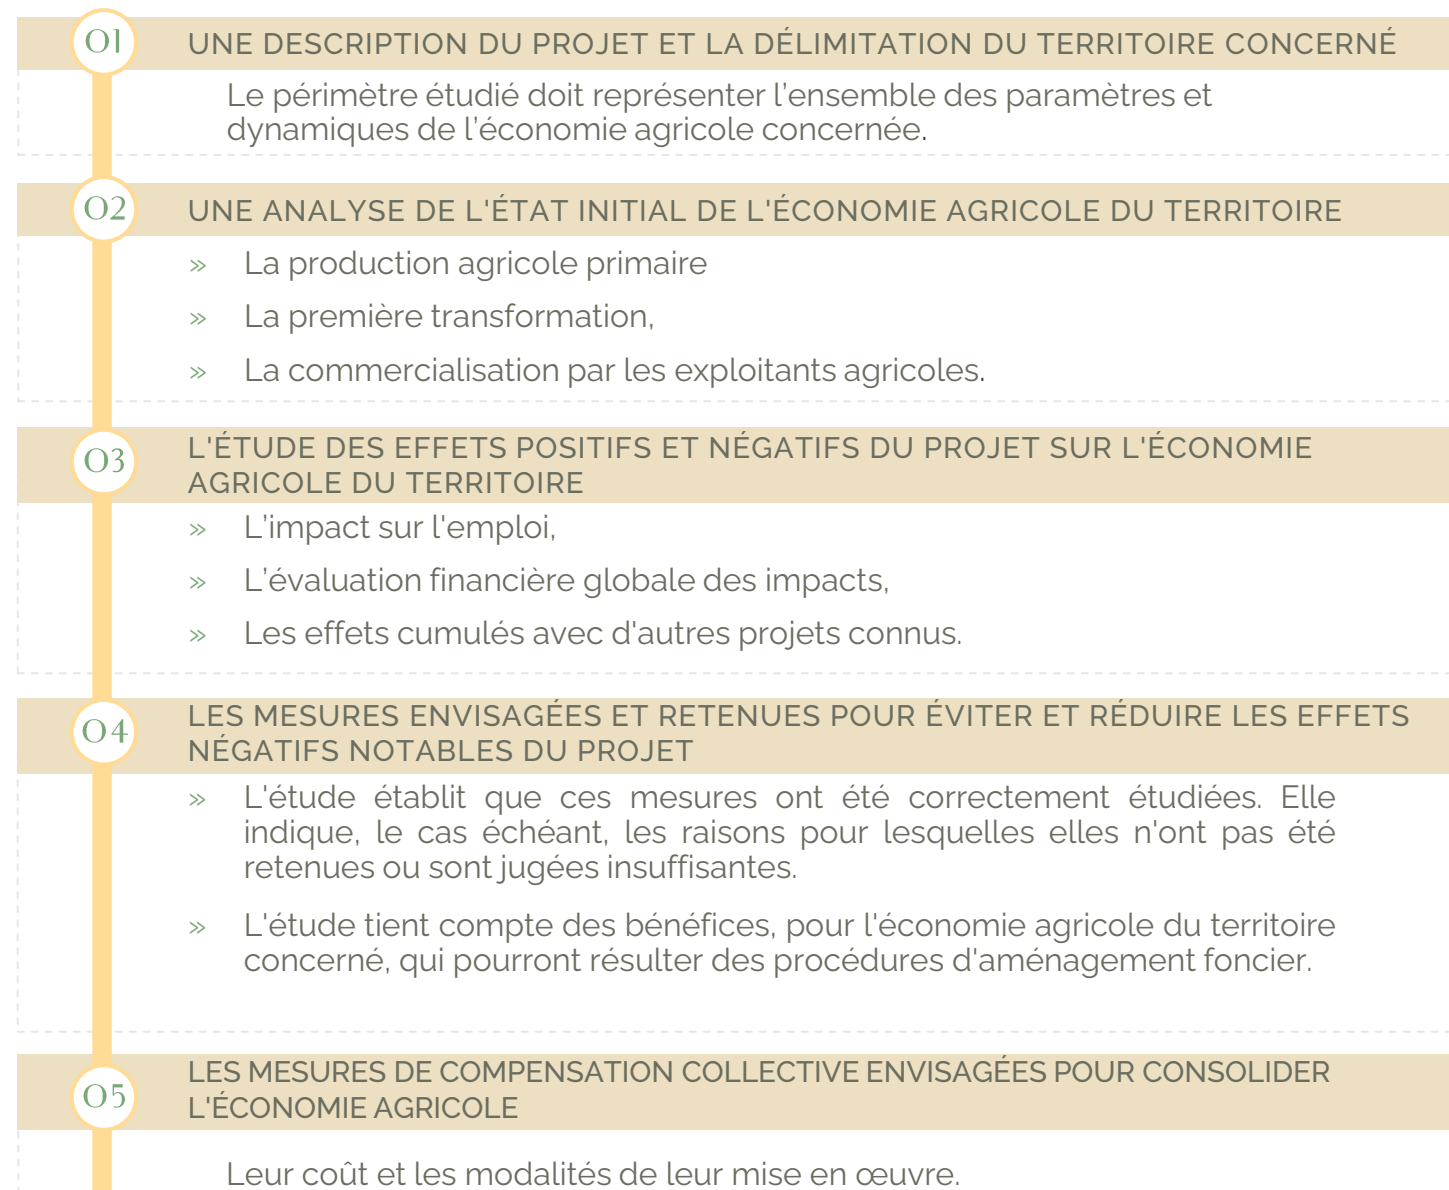 01
UNE DESCRIPTION DU PROJET ET LA DÉLIMITATION DU TERRITOIRE CONCERNÉ
Le périmètre étudié doit représenter l’ensemble des paramètres et
dynamiques de l’économie agricole concernée.
02
UNE ANALYSE DE L'ÉTAT INITIAL DE L'ÉCONOMIE AGRICOLE DU TERRITOIRE
» La production agricole primaire
» La première transformation,
» La commercialisation par les exploitants agricoles.
03
L'ÉTUDE DES EFFETS POSITIFS ET NÉGATIFS DU PROJET SUR L'ÉCONOMIE
AGRICOLE DU TERRITOIRE
» L’impact sur l'emploi,
» L’évaluation financière globale des impacts,
» Les effets cumulés avec d'autres projets connus.
04
LES MESURES ENVISAGÉES ET RETENUES POUR ÉVITER ET RÉDUIRE LES EFFETS
NÉGATIFS NOTABLES DU PROJET
» L'étude établit que ces mesures ont été correctement étudiées. Elle
indique, le cas échéant, les raisons pour lesquelles elles n'ont pas été
retenues ou sont jugées insuffisantes.
» L'étude tient compte des bénéfices, pour l'économie agricole du territoire
concerné, qui pourront résulter des procédures d'aménagement foncier.
05
LES MESURES DE COMPENSATION COLLECTIVE ENVISAGÉES POUR CONSOLIDER
L'ÉCONOMIE AGRICOLE
Leur coût et les modalités de leur mise en œuvre.